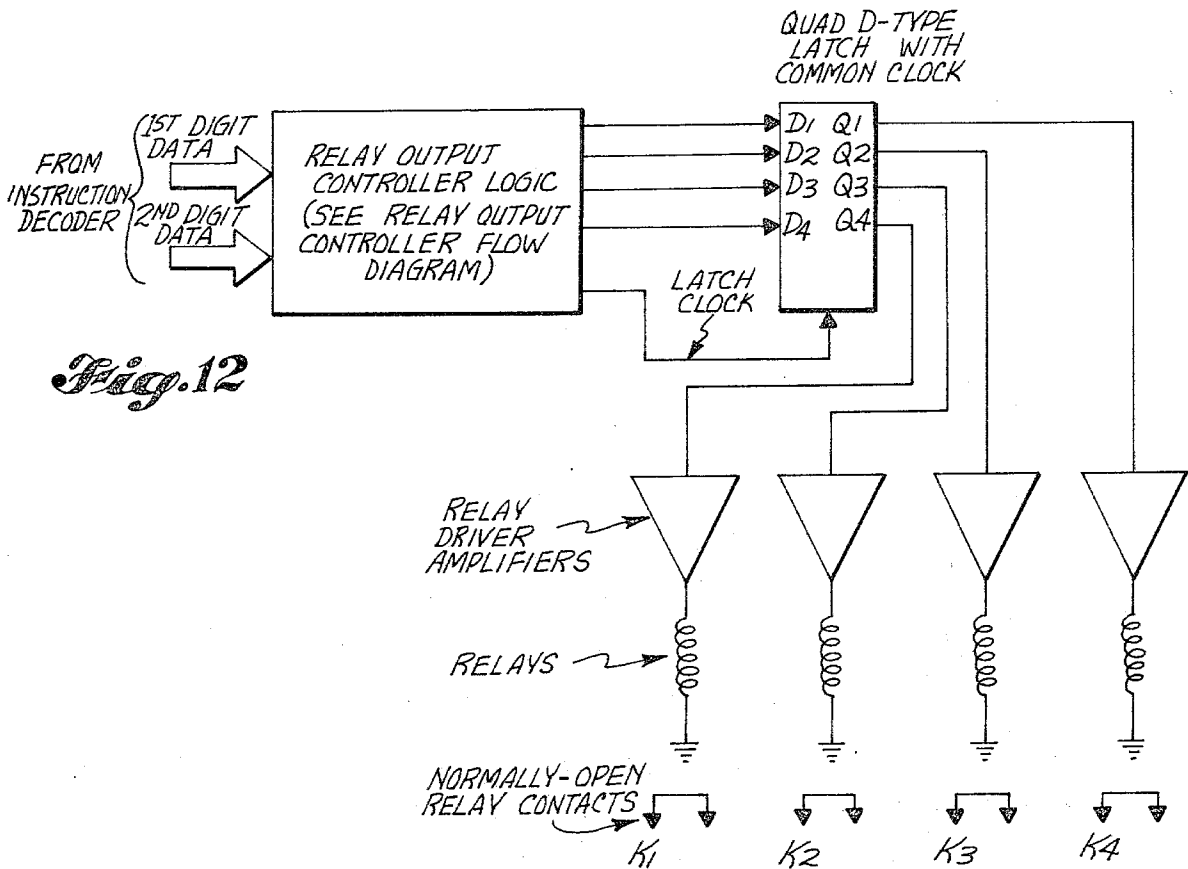 QUAD D-TYPE
LATCH WITH
COMMON CLOCK
FROM
INSTRUCTION
DECODER
1ST DIGIT
DATA
2ND DIGIT
DATA
RELAY OUTPUT
CONTROLLER LOGIC
(SEE RELAY OUTPUT
CONTROLLER FLOW
DIAGRAM)
D1 Q1
D2 Q2
D3 Q3
D4 Q4
LATCH
CLOCK
Fig. 12
RELAY
DRIVER
AMPLIFIERS
RELAYS
NORMALLY-OPEN
RELAY CONTACTS
K1 K2 K3 K4